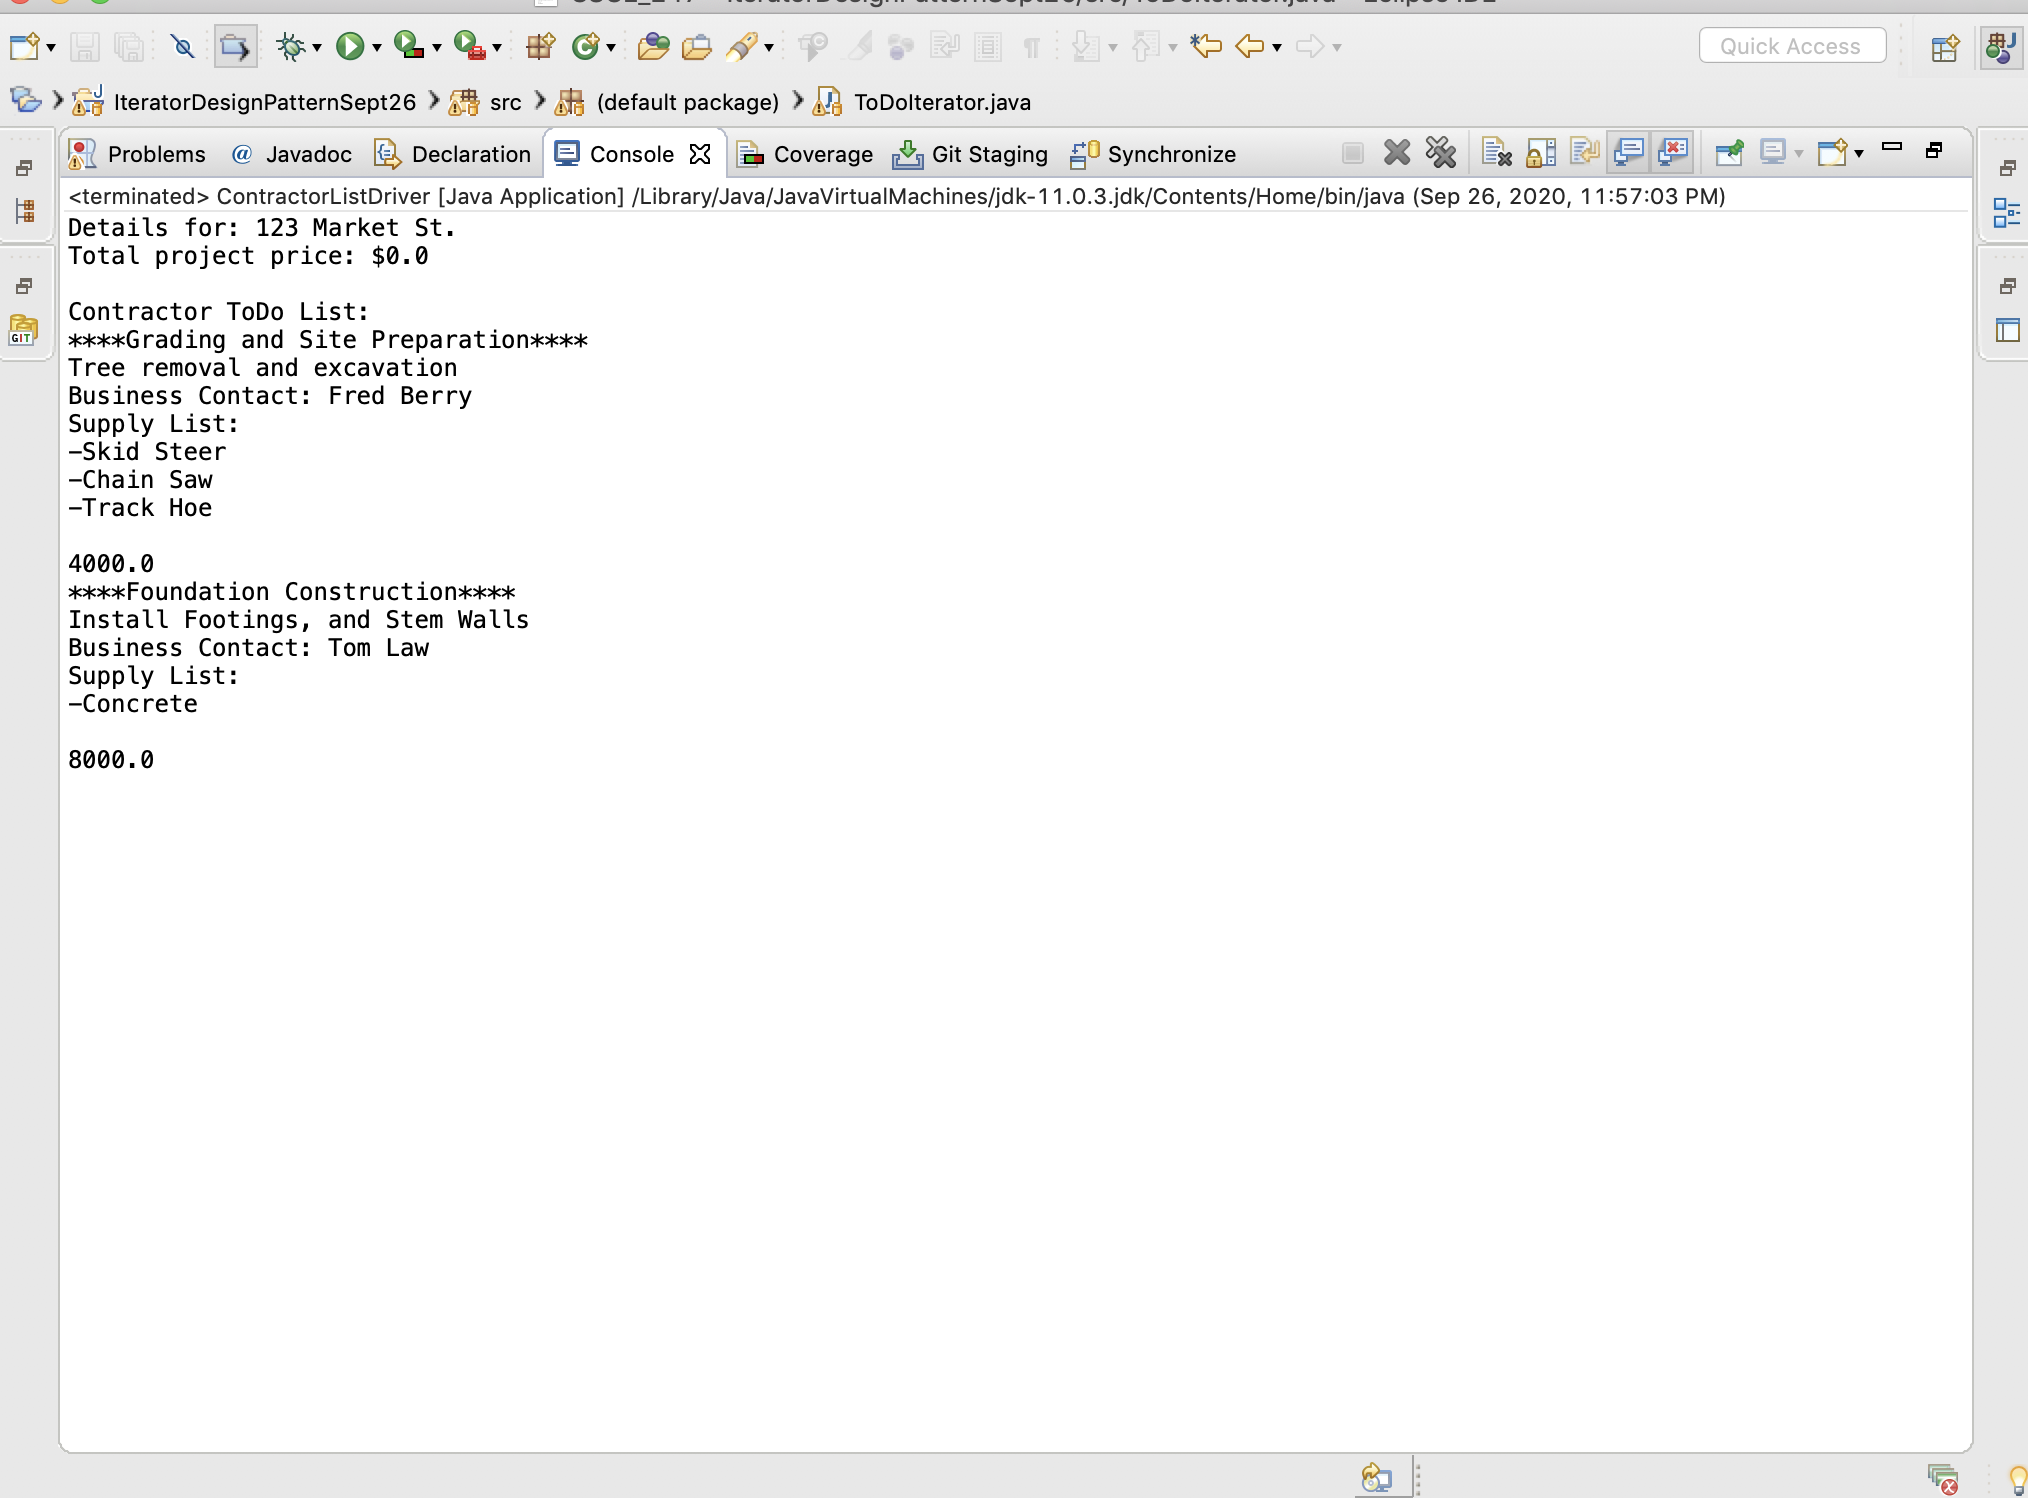 Quick Access
IteratorDesignPatternSept26 src (default package) ToDoIterator.java
Problems @ Javadoc Declaration Console Coverage Git Staging Synchronize
<terminated> ContractorListDriver [Java Application] /Library/Java/JavaVirtualMachines/jdk-11.0.3.jdk/Contents/Home/bin/java (Sep 26, 2020, 11:57:03 PM)
Details for: 123 Market St.
Total project price: $0.0
Contractor ToDo List:
****Grading and Site Preparation****
Tree removal and excavation
Business Contact: Fred Berry
Supply List:
-Skid Steer
-Chain Saw
-Track Hoe
4000.0
****Foundation Construction****
Install Footings, and Stem Walls
Business Contact: Tom Law
Supply List:
-Concrete
8000.0
GIT